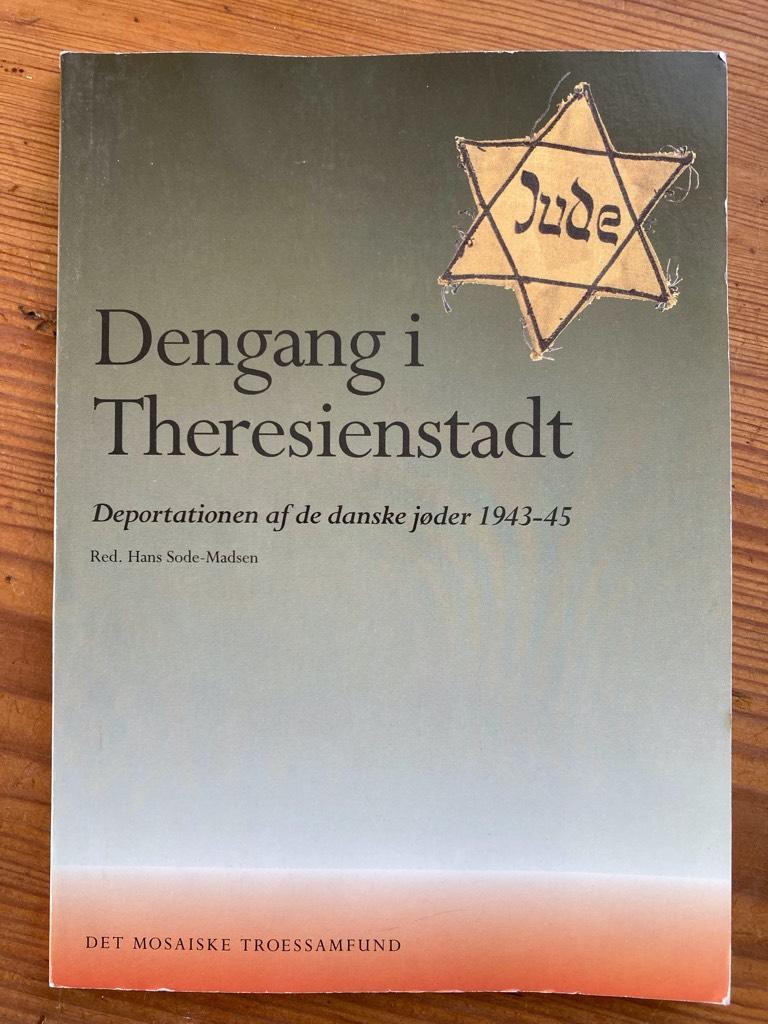 Jude
Dengang i
Theresienstadt
Deportationen af de danske jøder 1943-45
Red. Hans Sode-Madsen
DET MOSAISKE TROESSAMFUND